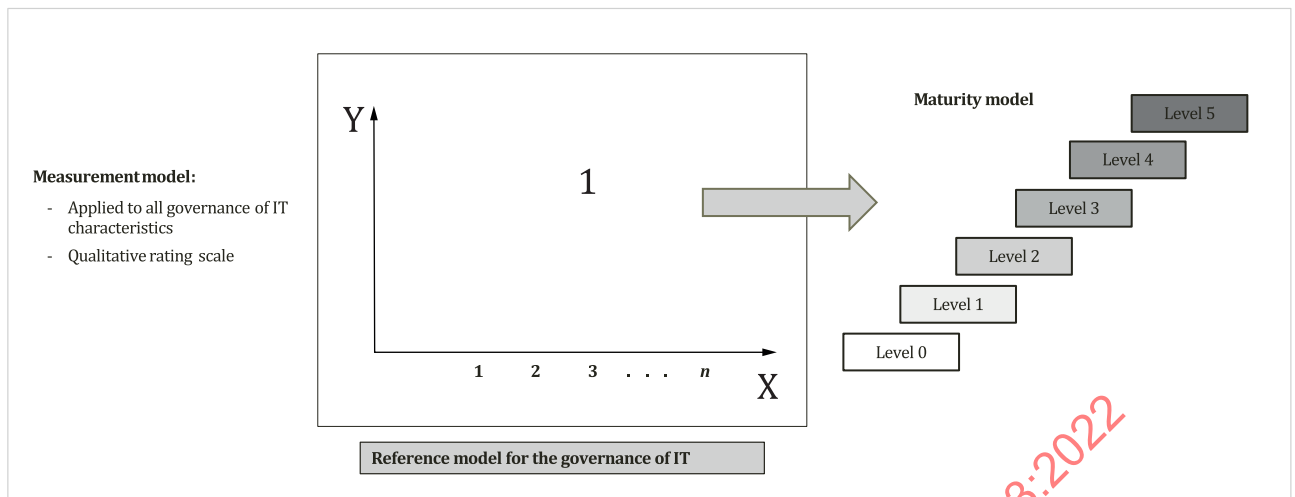 Measurement model:
- Applied to all governance of IT
characteristics
- Qualitative rating scale
Y
1
1 2 3 . . . n
X
Reference model for the governance of IT
Maturity model
Level 5
Level 4
Level 3
Level 2
Level 1
Level 0
3:2022